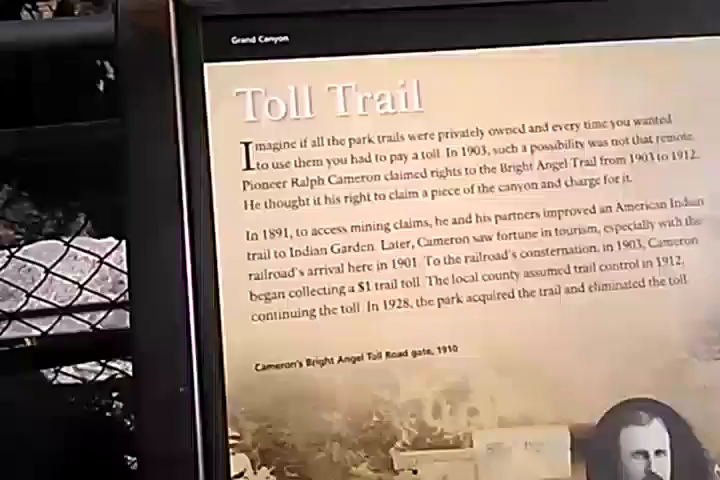 Grand Canyon
Toll Trail
Imagine if all the park trails were privately owned and every time you wanted
to use them you had to pay a toll. In 1903, such a possibility was not that remote.
Pioneer Ralph Cameron claimed rights to the Bright Angel Trail from 1903 to 1912.
He thought it his right to claim a piece of the canyon and charge for it.
In 1891, to access mining claims, he and his partners improved an American Indian
trail to Indian Garden. Later, Cameron saw fortune in tourism, especially with the
railroad's arrival here in 1901. To the railroad's consternation, in 1903, Cameron
began collecting a $1 trail toll. The local county assumed trail control in 1912,
continuing the toll. In 1928, the park acquired the trail and eliminated the toll.
Cameron's Bright Angel Toll Road gate, 1910